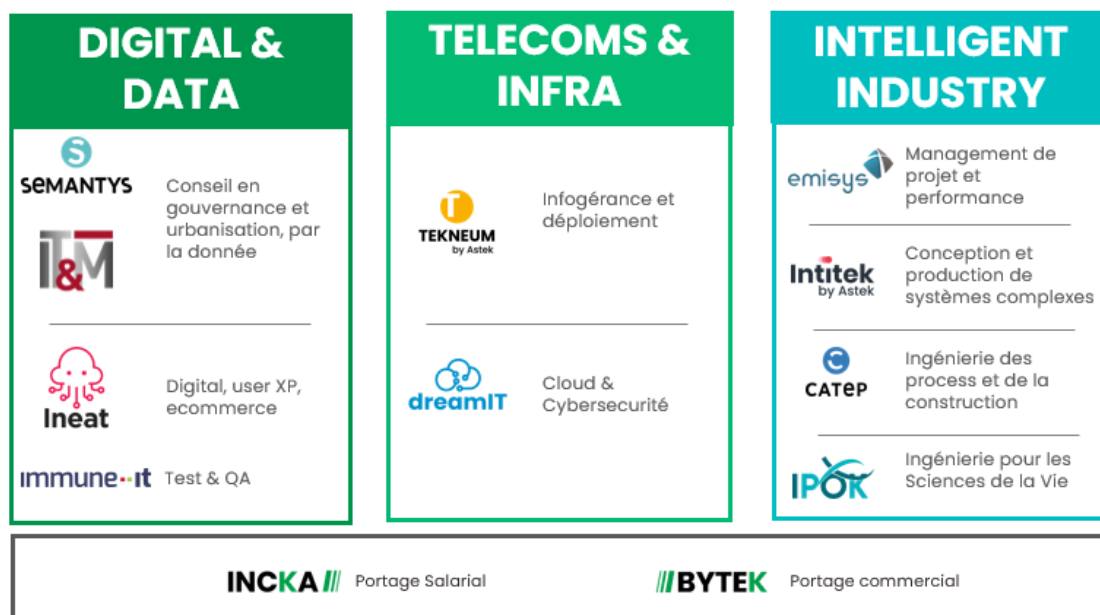 DIGITAL &
DATA
S
SEMANTYS
IT&M
Conseil en
gouvernance et
urbanisation, par
la donnée
Ineat
Digital, user XP,
ecommerce
immune-it
Test & QA
TELECOMS &
INFRA
T
TEKNEUM
by Astek
Infogérance et
déploiement
dreamIT
Cloud &
Cybersecurité
INTELLIGENT
INDUSTRY
emisys
Management de
projet et
performance
Intitek
by Astek
Conception et
production de
systèmes complexes
C
CATEP
Ingénierie des
process et de la
construction
IPOK
Ingénierie pour les
Sciences de la Vie
INCKA
Portage Salarial
BYTEK
Portage commercial